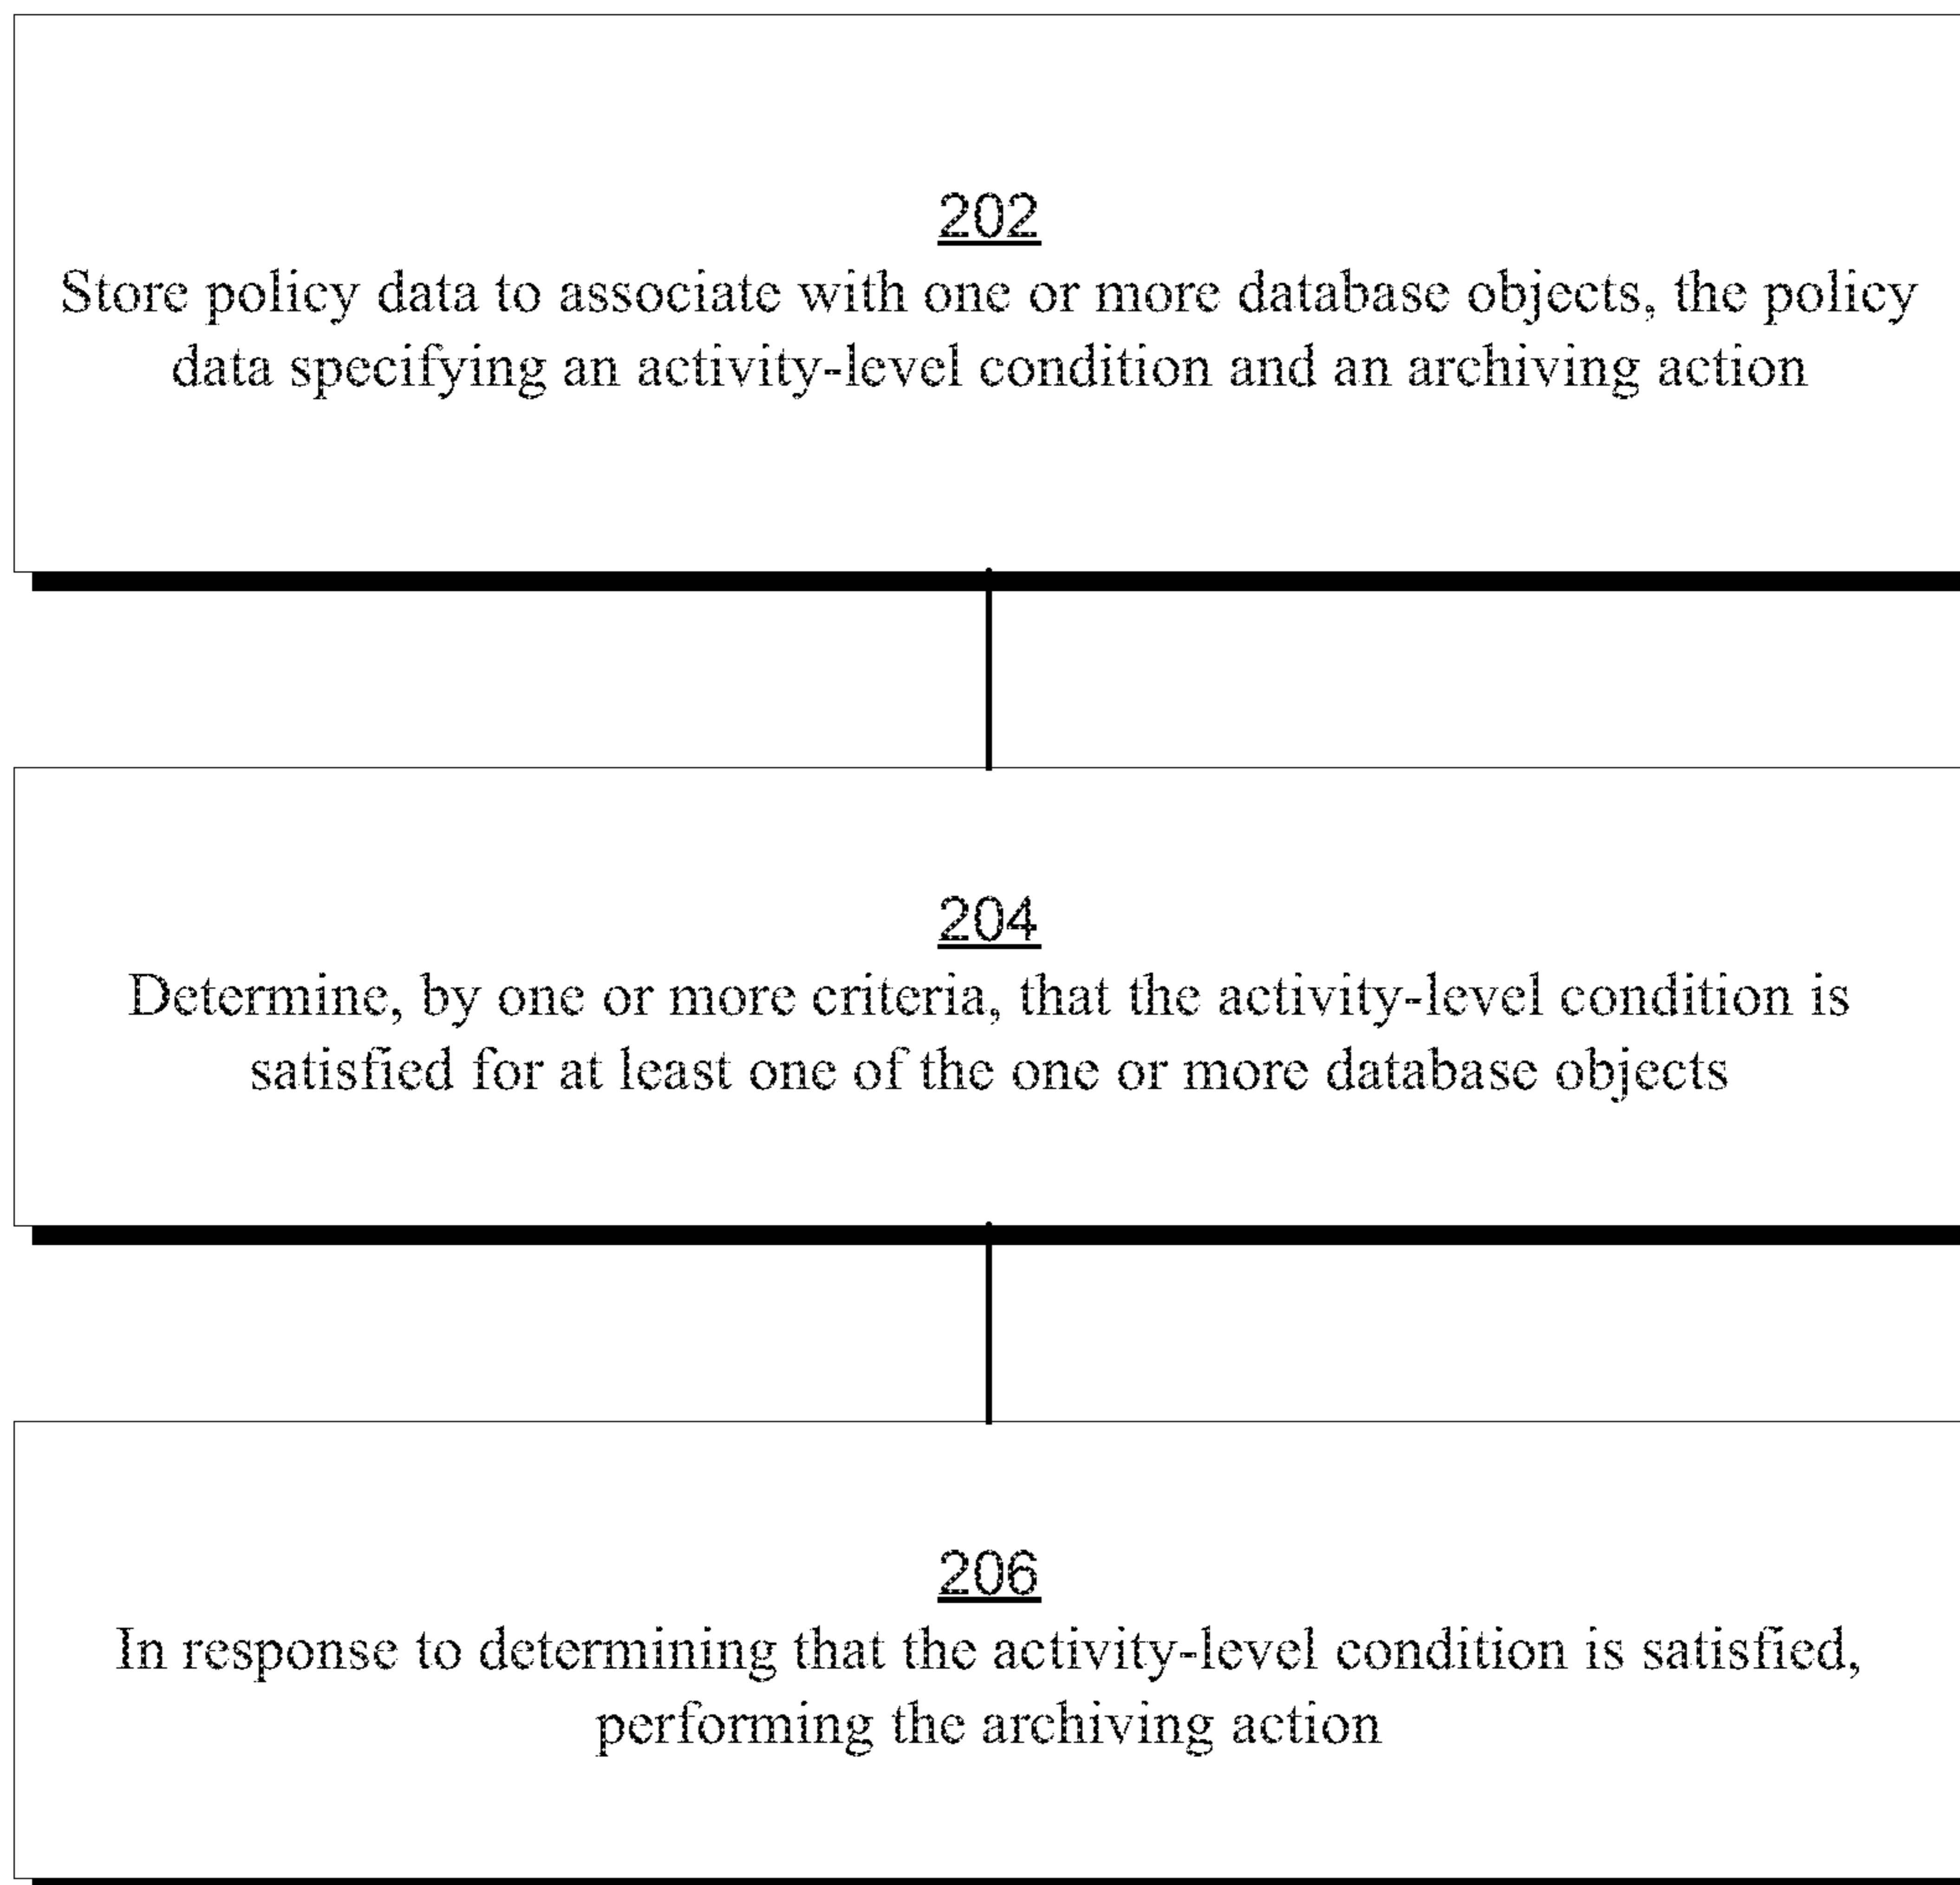 202
Store policy data to associate with one or more database objects, the policy
data specifying an activity-level condition and an archiving action
204
Determine, by one or more criteria, that the activity-level condition is
satisfied for at least one of the one or more database objects
206
In response to determining that the activity-level condition is satisfied,
performing the archiving action